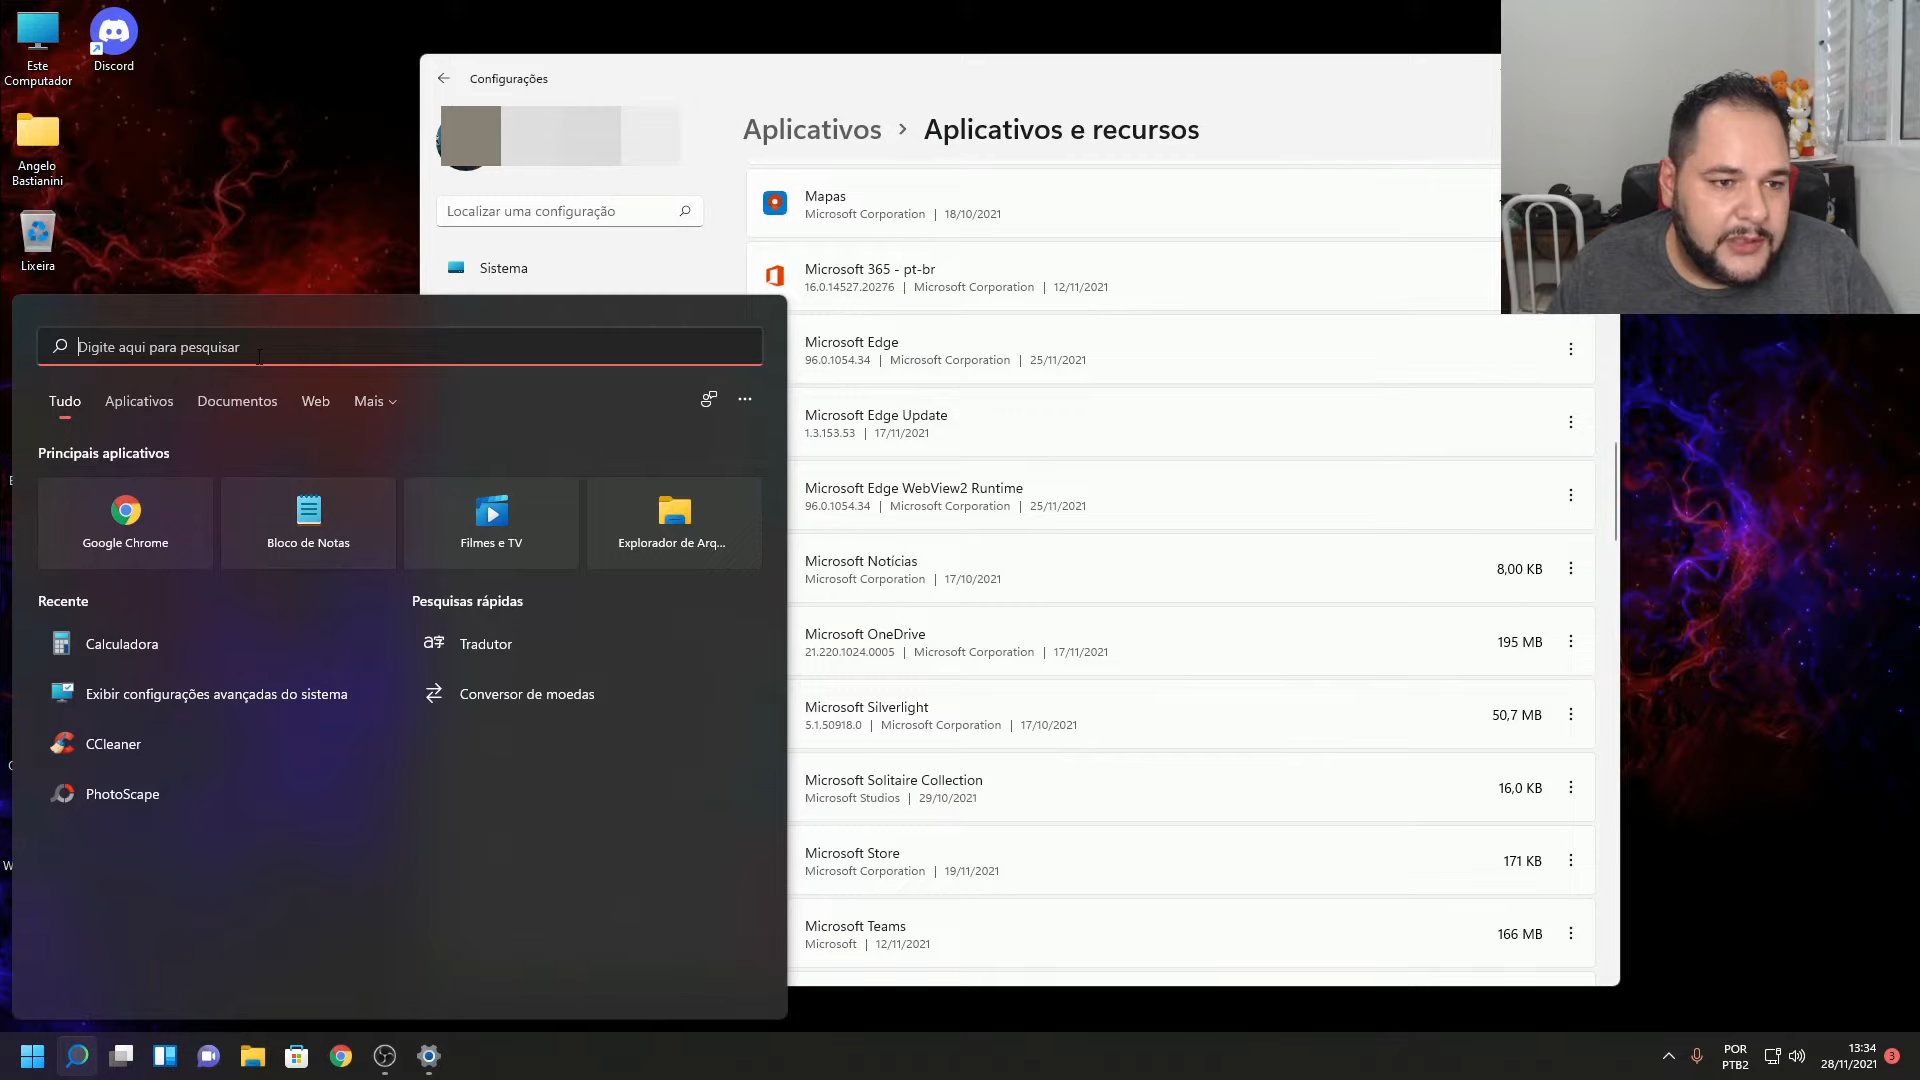 Este
Computador
Discord
Angelo
Bastianini
Lixeira
Configurações
Localizar uma configuração
Sistema
Aplicativos > Aplicativos e recursos
Mapas
Microsoft Corporation | 18/10/2021
Microsoft 365 - pt-br
16.0.14527.20276 | Microsoft Corporation | 12/11/2021
Microsoft Edge
96.0.1054.34 | Microsoft Corporation | 25/11/2021
Microsoft Edge Update
1.3.153.53 | 17/11/2021
Microsoft Edge WebView2 Runtime
96.0.1054.34 | Microsoft Corporation | 25/11/2021
Microsoft Notícias
Microsoft Corporation | 17/10/2021
8,00 KB
Microsoft OneDrive
21.220.1024.0005 | Microsoft Corporation | 17/11/2021
195 MB
Microsoft Silverlight
5.1.50918.0 | Microsoft Corporation | 17/10/2021
50,7 MB
Microsoft Solitaire Collection
Microsoft Studios | 29/10/2021
16,0 KB
Microsoft Store
Microsoft Corporation | 19/11/2021
171 KB
Microsoft Teams
Microsoft | 12/11/2021
166 MB
Digite aqui para pesquisar
Tudo Aplicativos Documentos Web Mais
Principais aplicativos
Google Chrome
Bloco de Notas
Filmes e TV
Explorador de Arq...
Recente
Calculadora
Exibir configurações avançadas do sistema
CCleaner
PhotoScape
Pesquisas rápidas
Tradutor
Conversor de moedas
POR
PTB2
13:34
28/11/2021
3